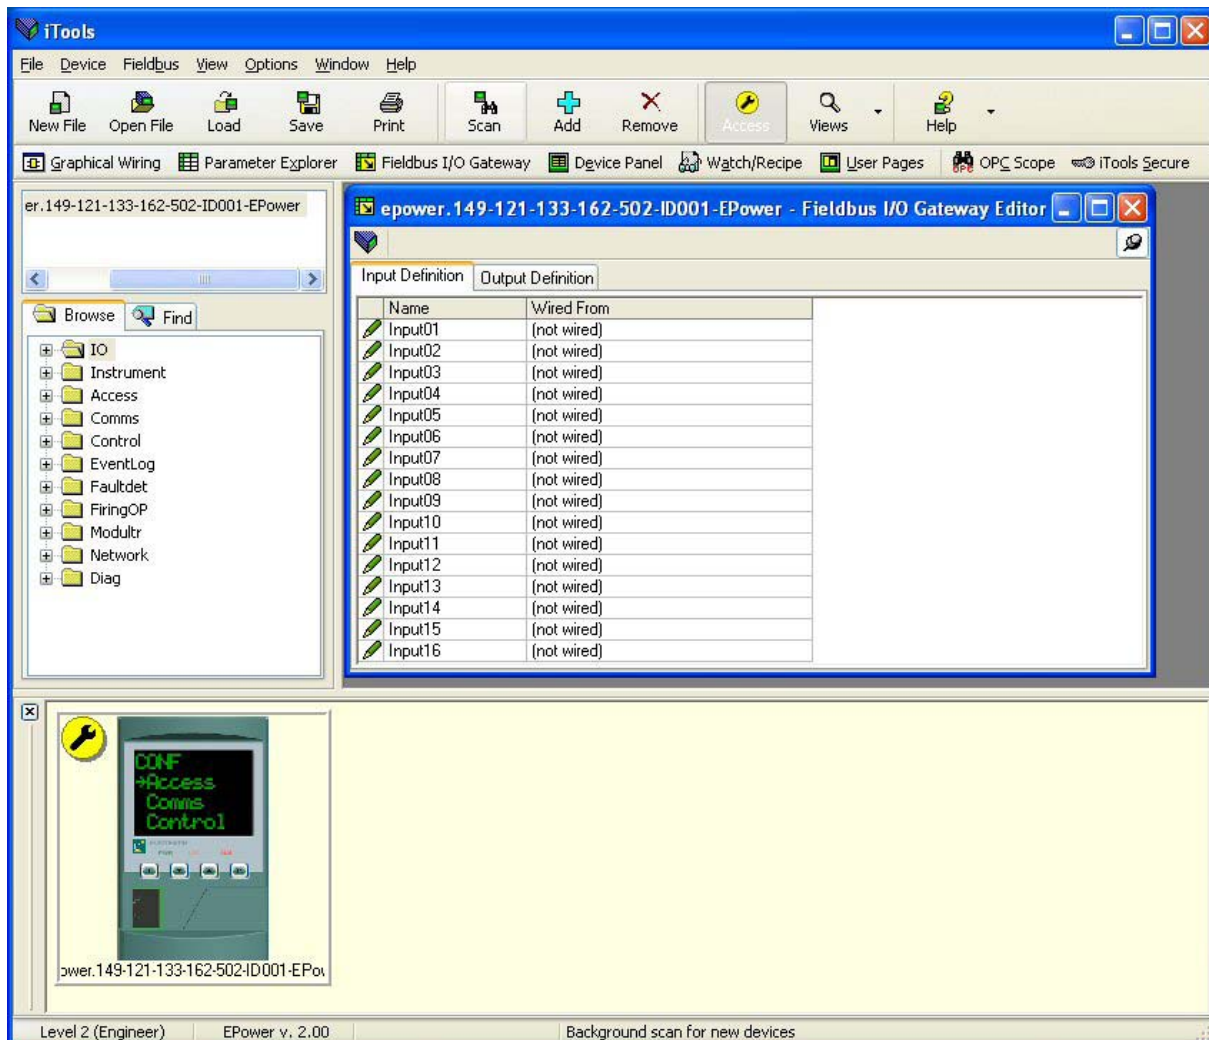 iTools
File Device Fieldbus View Options Window Help
New File Open File Load Save Print Scan Add Remove Access Views Help
Graphical Wiring Parameter Explorer Fieldbus I/O Gateway Device Panel Watch/Recipe User Pages OPC Scope iTools Secure
er.149-121-133-162-502-ID001-EPower
epower.149-121-133-162-502-ID001-EPower - Fieldbus I/O Gateway Editor
Input Definition Output Definition
Browse Find
IO
Instrument
Access
Comms
Control
EventLog
Faultdet
FiringOP
Modultr
Network
Diag
Name Wired From
Input01 (not wired)
Input02 (not wired)
Input03 (not wired)
Input04 (not wired)
Input05 (not wired)
Input06 (not wired)
Input07 (not wired)
Input08 (not wired)
Input09 (not wired)
Input10 (not wired)
Input11 (not wired)
Input12 (not wired)
Input13 (not wired)
Input14 (not wired)
Input15 (not wired)
Input16 (not wired)
CONF
→Access
Comms
Control
ower.149-121-133-162-502-ID001-EPow
Level 2 (Engineer) EPower v. 2.00 Background scan for new devices